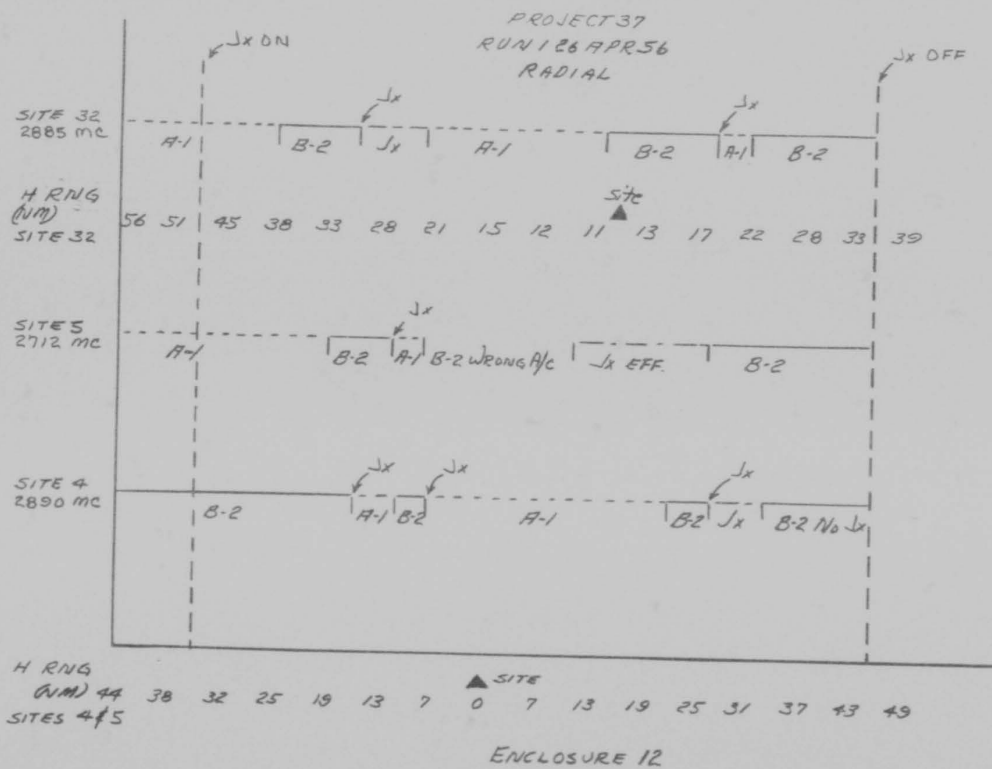 PROJECT 37
RUN 1 26 APR 56
RADIAL
Jx ON
Jx OFF
Jx
Jx
SITE 32
2885 MC
A-1
B-2
Jx
A-1
B-2
A-1
B-2
H RNG
(NM)
SITE 32
Site
56 51 45 38 33 28 21 15 12 11 13 17 22 28 33 39
SITE 5
2712 MC
Jx
A-1
B-2
A-1
B-2 WRONG A/C
Jx EFF.
B-2
SITE 4
2890 MC
Jx
Jx
Jx
B-2
A-1
B-2
A-1
B-2
Jx
B-2 No Jx
H RNG
(NM)
SITES 4 & 5
SITE
44 38 32 25 19 13 7 0 7 13 19 25 31 37 43 49
ENCLOSURE 12